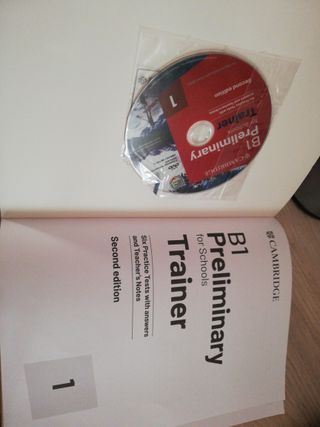 CAMBRIDGE
B1
Preliminary
for Schools
Trainer
Six Practice Tests with answers
and Teacher's Notes
Second edition
1
CAMBRIDGE
B1
Preliminary
Trainer
Second edition
1